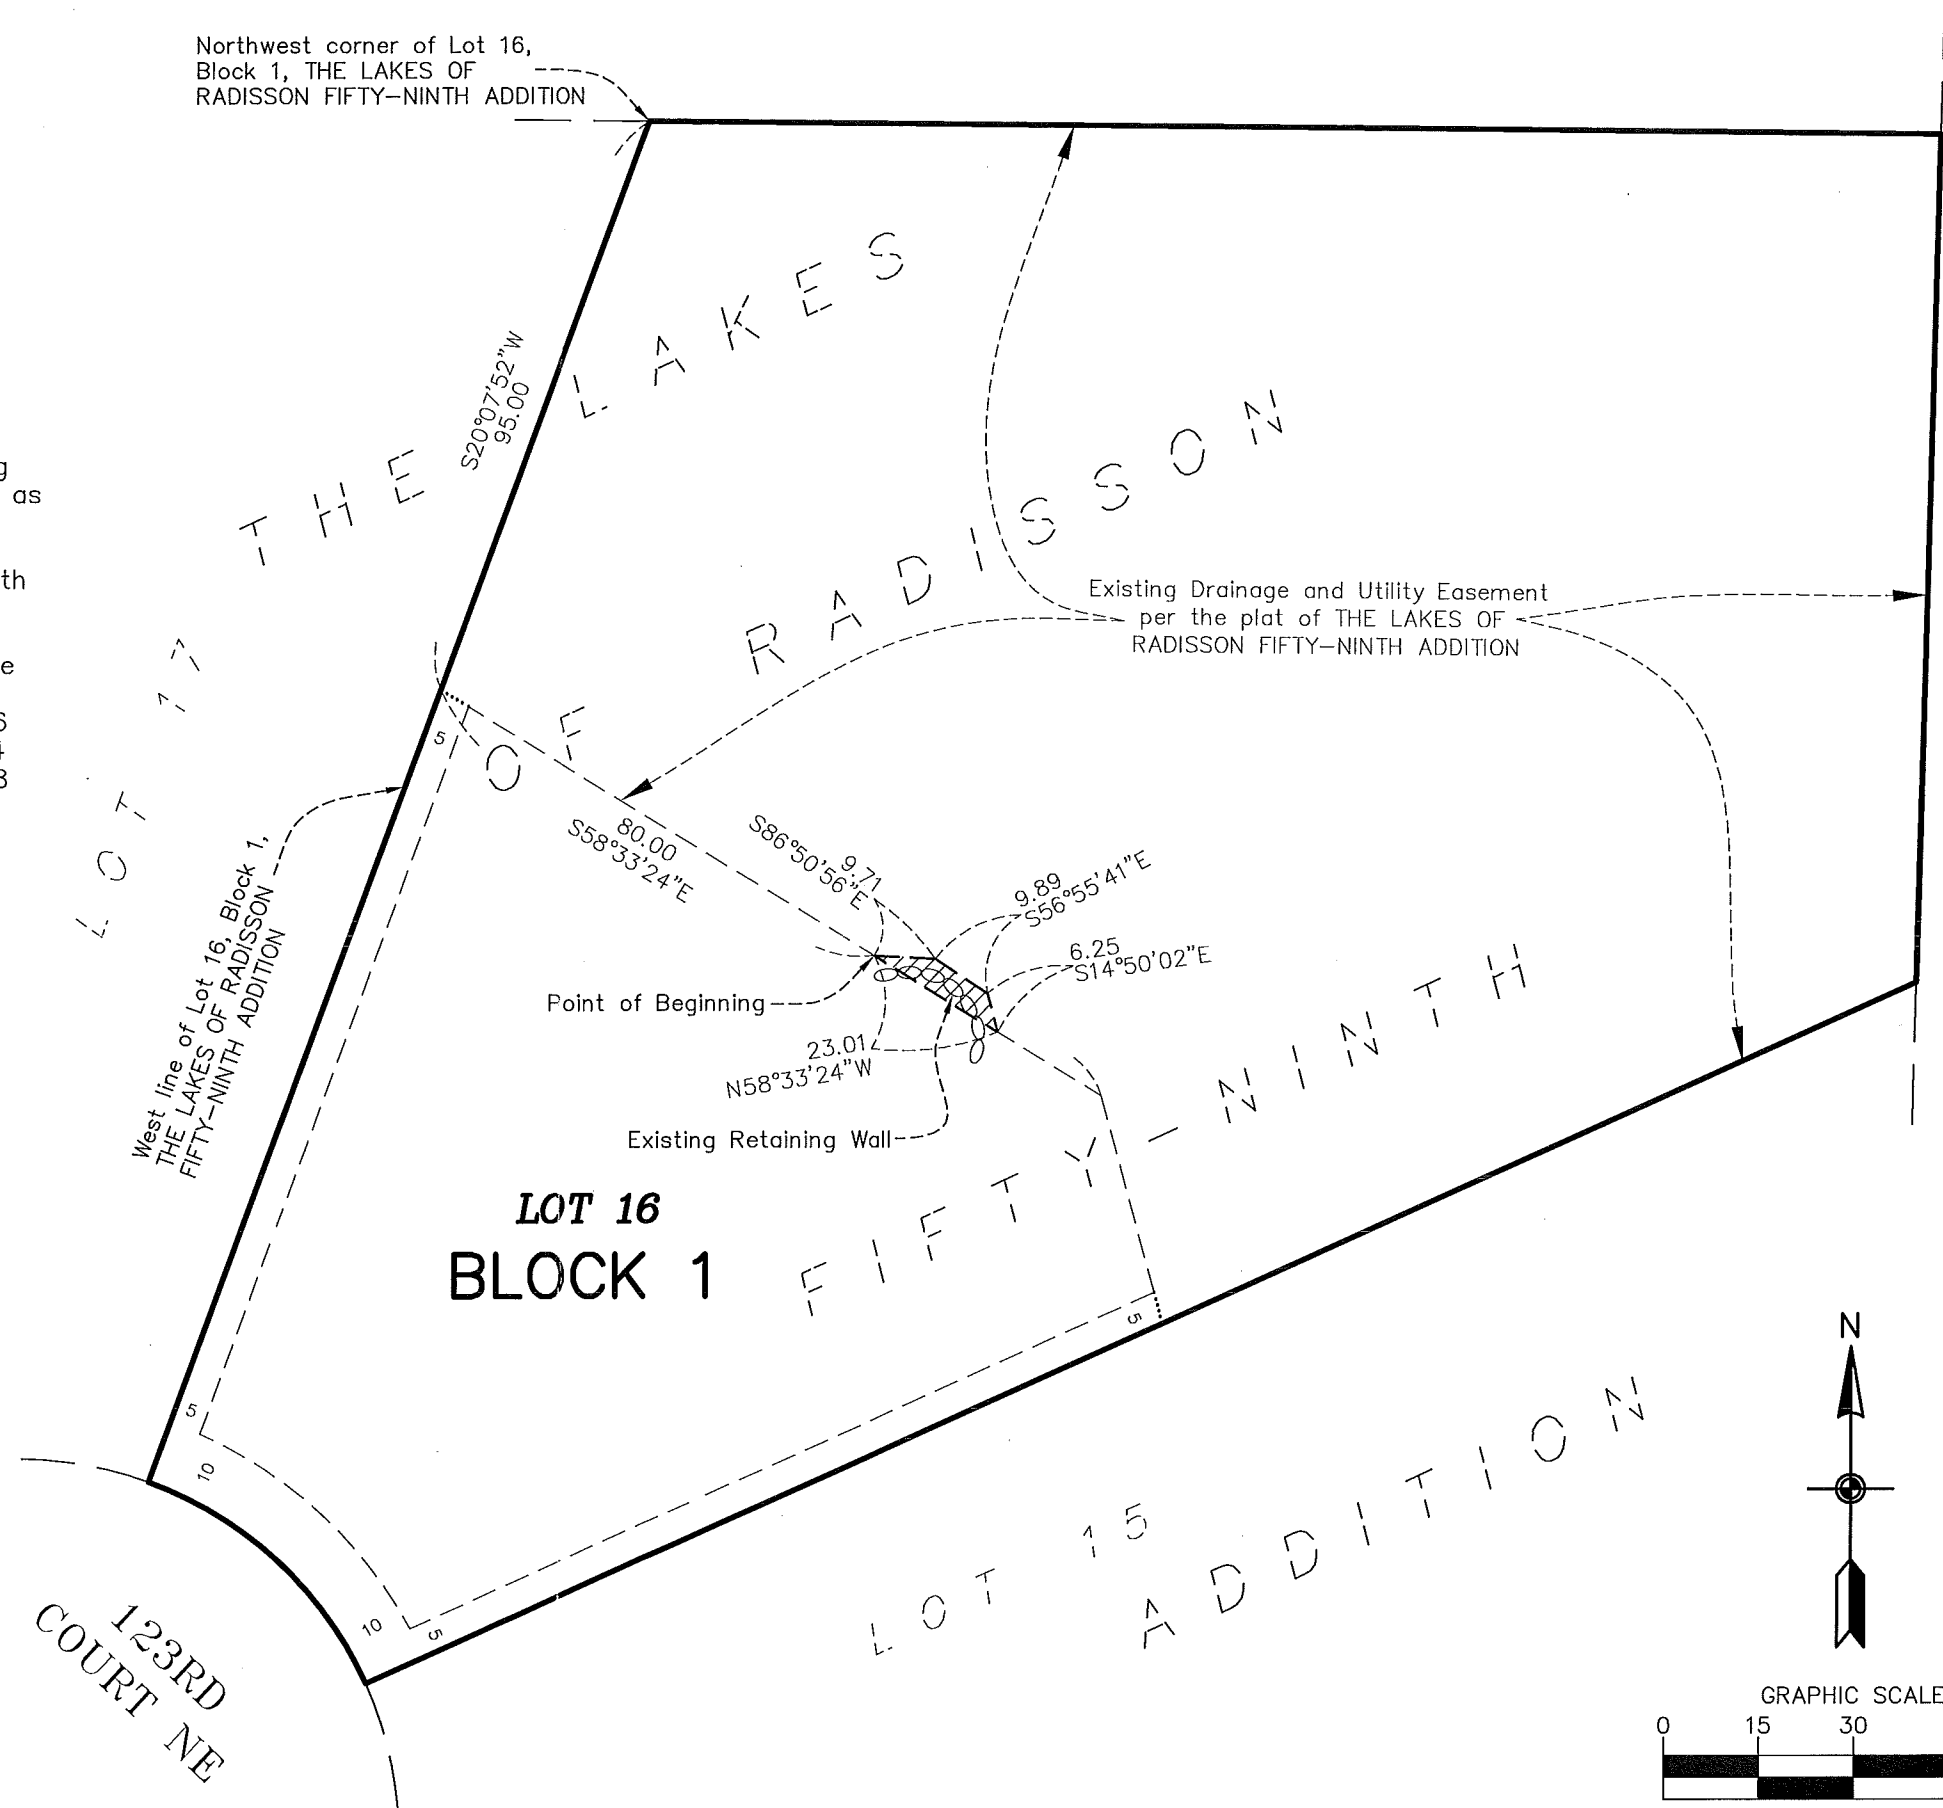 Northwest corner of Lot 16,
Block 1, THE LAKES OF
RADISSON FIFTY-NINTH ADDITION
S20°07'52"W
95.00
THE LAKES
OF RADISSON
FIFTY-NINTH
ADDITION
as
th
LOT 17
Existing Drainage and Utility Easement
per the plat of THE LAKES OF
RADISSON FIFTY-NINTH ADDITION
5
80.00
S58°33'24"E
S86°50'56"E
9.71
9.89
S56°55'41"E
6.25
S14°50'02"E
West line of Lot 16, Block 1,
THE LAKES OF RADISSON
FIFTY-NINTH ADDITION
Point of Beginning
23.01
N58°33'24"W
Existing Retaining Wall
LOT 16
BLOCK 1
5
5
10
10
5
LOT 15
123RD
COURT NE
N
GRAPHIC SCALE
0 15 30